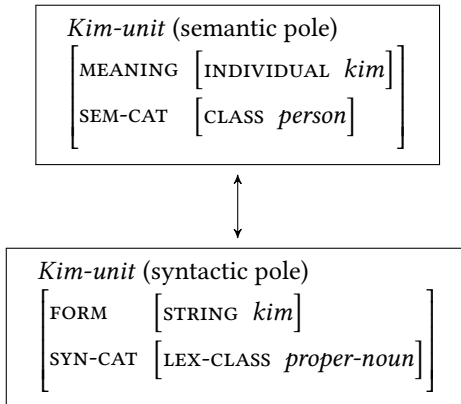 Kim-unit (semantic pole)
MEANING [INDIVIDUAL kim]
SEM-CAT [CLASS person]
Kim-unit (syntactic pole)
FORM [STRING kim]
SYN-CAT [LEX-CLASS proper-noun]